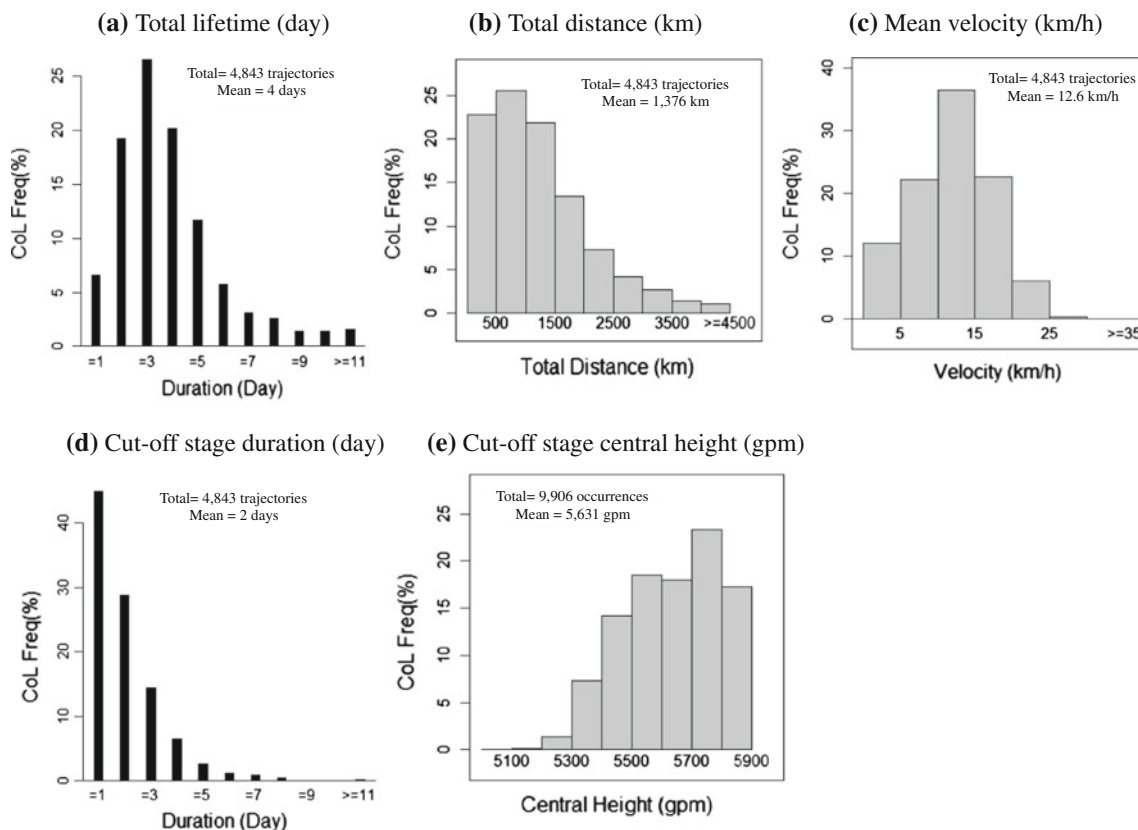 (a) Total lifetime (day)
Total= 4,843 trajectories
Mean = 4 days
CoL Freq(%)
0 5 10 15 20 25
=1 =3 =5 =7 =9 >=11
Duration (Day)
(b) Total distance (km)
Total= 4,843 trajectories
Mean = 1,376 km
CoL Freq(%)
0 5 10 15 20 25
500 1500 2500 3500 >=4500
Total Distance (km)
(c) Mean velocity (km/h)
Total= 4,843 trajectories
Mean = 12.6 km/h
CoL Freq(%)
0 10 20 30 40
5 15 25 >=35
Velocity (km/h)
(d) Cut-off stage duration (day)
Total= 4,843 trajectories
Mean = 2 days
CoL Freq(%)
0 10 20 30 40
=1 =3 =5 =7 =9 >=11
Duration (Day)
(e) Cut-off stage central height (gpm)
Total= 9,906 occurrences
Mean = 5,631 gpm
CoL Freq(%)
0 5 10 15 20 25
5100 5300 5500 5700 5900
Central Height (gpm)